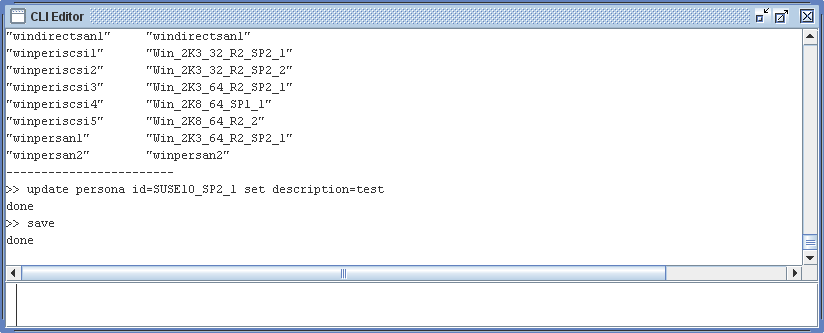 CLI Editor
"windirectsan1"    "windirectsan1"
"winperiscsi1"     "Win_2K3_32_R2_SP2_1"
"winperiscsi2"     "Win_2K3_32_R2_SP2_2"
"winperiscsi3"     "Win_2K3_64_R2_SP2_1"
"winperiscsi4"     "Win_2K8_64_SP1_1"
"winperiscsi5"     "Win_2K8_64_R2_2"
"winpersan1"       "Win_2K3_64_R2_SP2_1"
"winpersan2"       "winpersan2"
------------------------
>> update persona id=SUSE10_SP2_1 set description=test
done
>> save
done